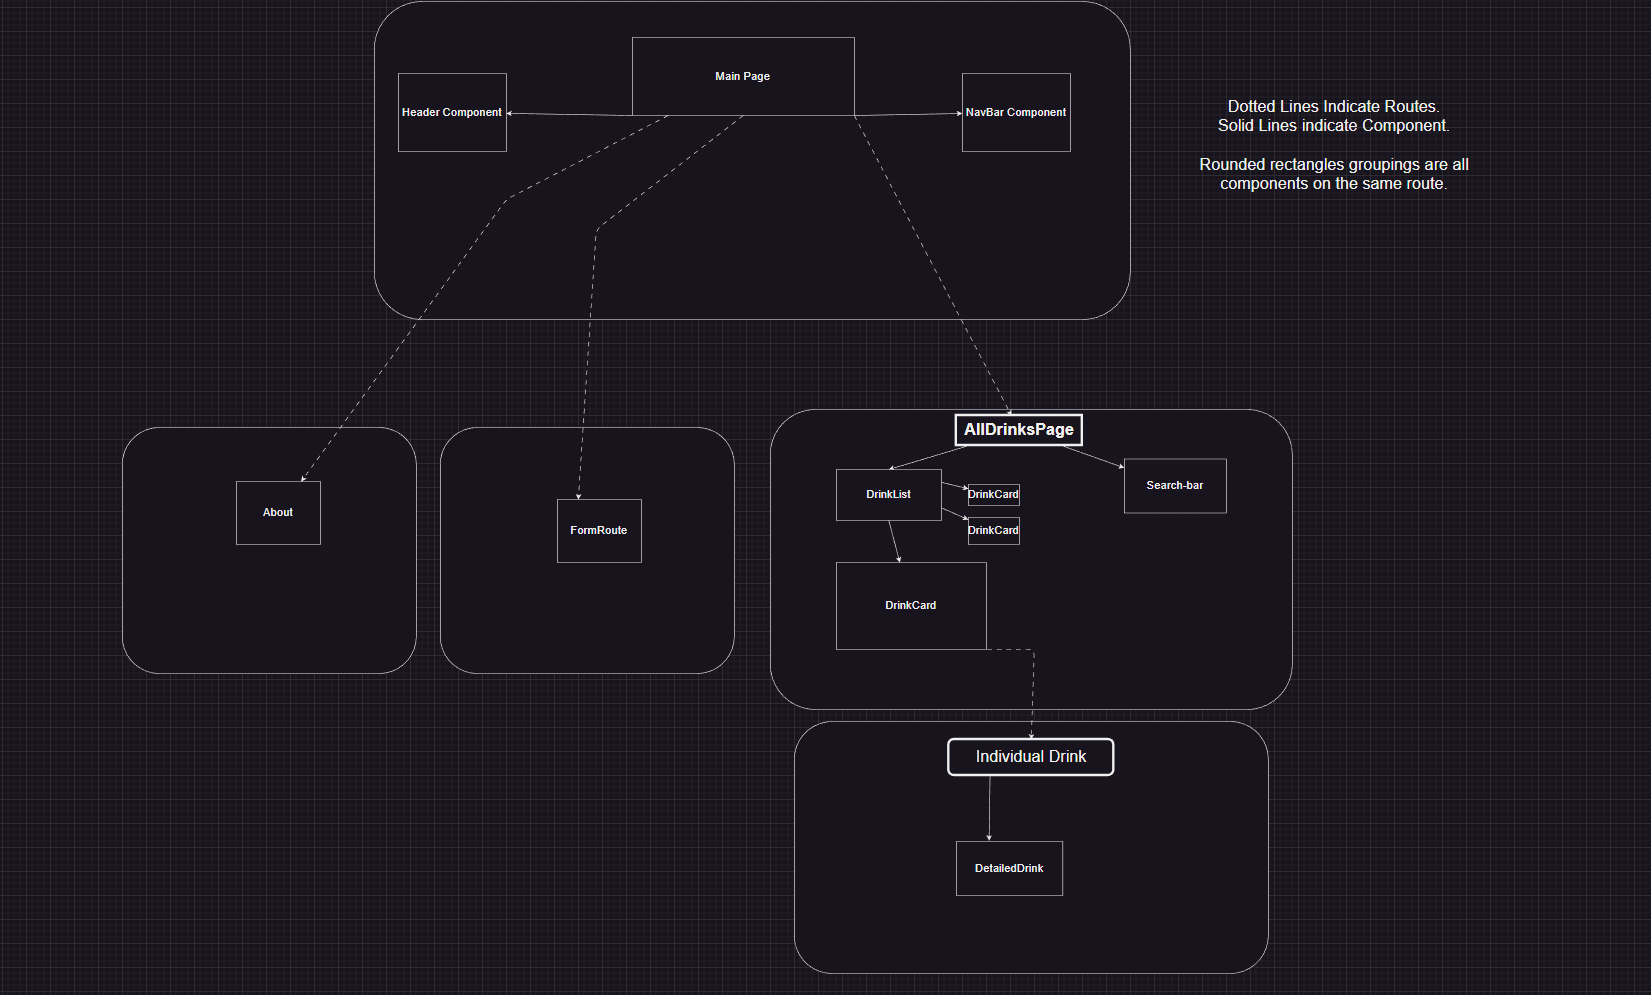 Main Page
Header Component
NavBar Component
Dotted Lines Indicate Routes.
Solid Lines indicate Component.
Rounded rectangles groupings are all
components on the same route.
AllDrinksPage
DrinkList
DrinkCard
DrinkCard
Search-bar
About
FormRoute
DrinkCard
Individual Drink
DetailedDrink